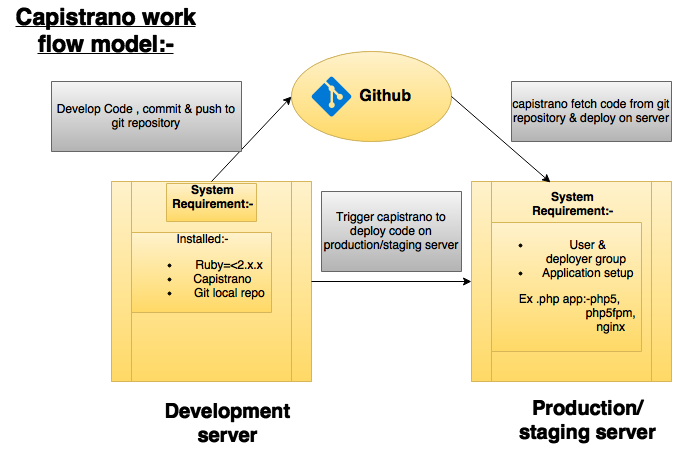 Capistrano work
flow model:-
Develop Code , commit & push to
git repository
Github
capistrano fetch code from git
repository & deploy on server
System
Requirement:-
Installed:-
• Ruby=<2.x.x
• Capistrano
• Git local repo
Trigger capistrano to
deploy code on
production/staging server
System
Requirement:-
• User &
deployer group
• Application setup
Ex .php app:-php5,
php5fpm,
nginx
Development
server
Production/
staging server